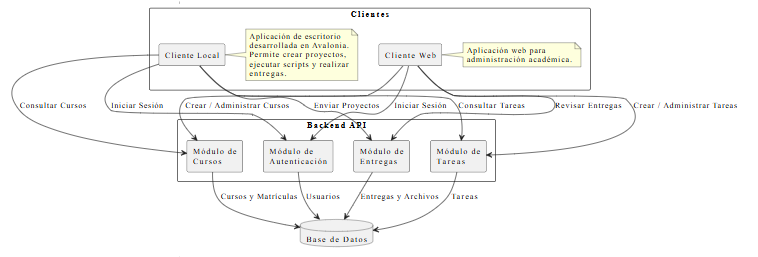 Clientes
Cliente Local
Aplicación de escritorio
desarrollada en Avalonia.
Permite crear proyectos,
ejecutar scripts y realizar
entregas.
Cliente Web
Aplicación web para
administración académica.
Consultar Cursos
Iniciar Sesión
Crear / Administrar Cursos
Enviar Proyectos
Iniciar Sesión
Consultar Tareas
Revisar Entregas
Crear / Administrar Tareas
Backend API
Módulo de
Cursos
Módulo de
Autenticación
Módulo de
Entregas
Módulo de
Tareas
Cursos y Matrículas
Usuarios
Entregas y Archivos
Tareas
Base de Datos